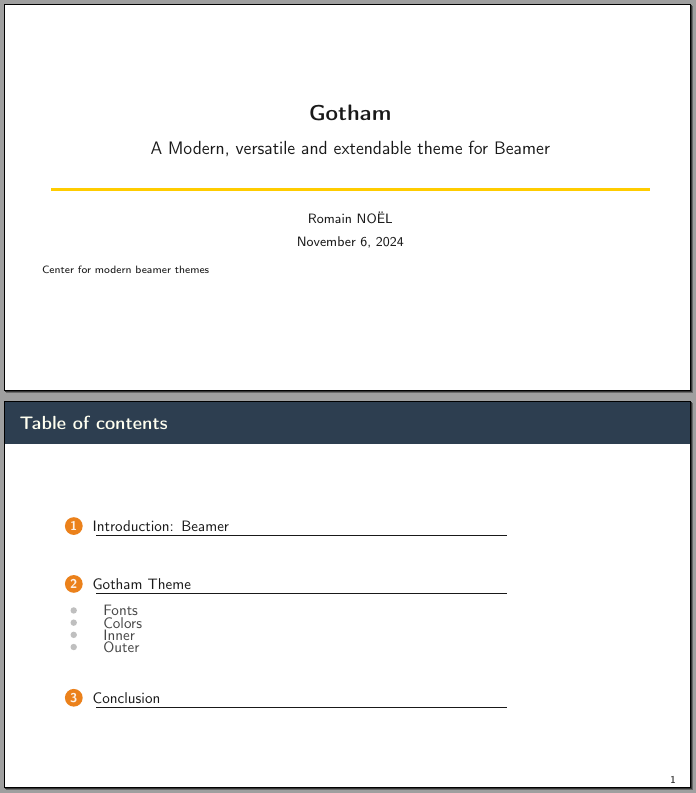 Gotham
A Modern, versatile and extendable theme for Beamer
Romain NOËL
November 6, 2024
Center for modern beamer themes
Table of contents
1 Introduction: Beamer
2 Gotham Theme
Fonts
Colors
Inner
Outer
3 Conclusion
1